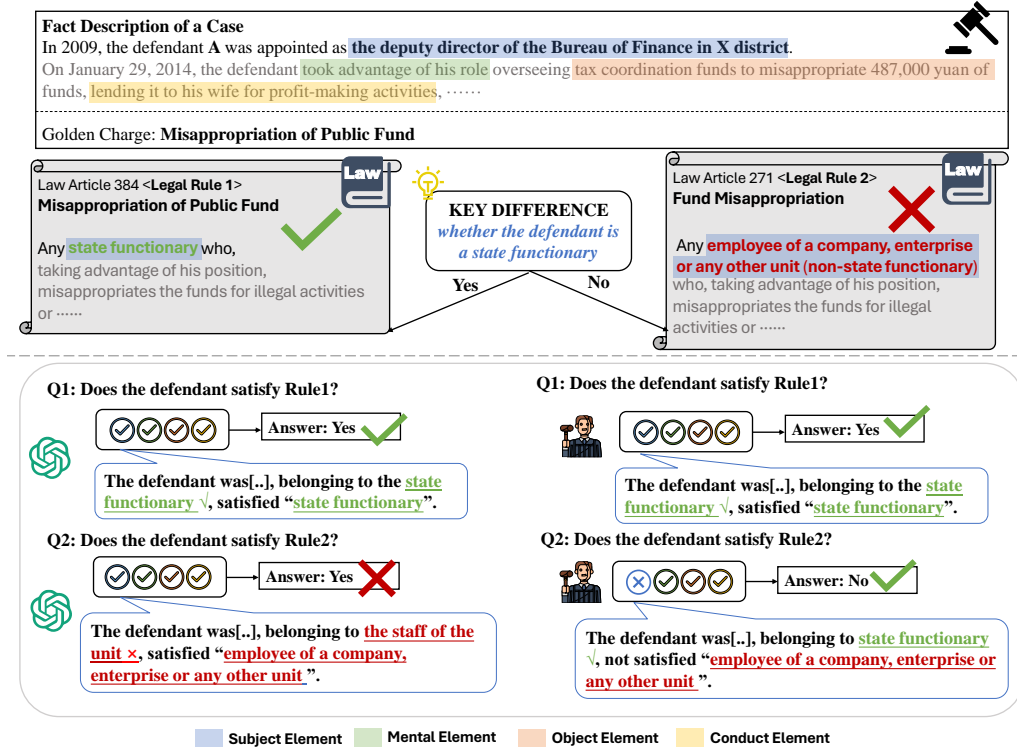 Fact Description of a Case
In 2009, the defendant A was appointed as the deputy director of the Bureau of Finance in X district.
On January 29, 2014, the defendant took advantage of his role overseeing tax coordination funds to misappropriate 487,000 yuan of
funds, lending it to his wife for profit-making activities, ······
Golden Charge: Misappropriation of Public Fund
Law
Law Article 384 <Legal Rule 1>
Misappropriation of Public Fund
Any state functionary who,
taking advantage of his position,
misappropriates the funds for illegal activities
or ······
KEY DIFFERENCE
whether the defendant is
a state functionary
Yes
No
Law
Law Article 271 <Legal Rule 2>
Fund Misappropriation
Any employee of a company, enterprise
or any other unit (non-state functionary)
who, taking advantage of his position,
misappropriates the funds for illegal
activities or ······
Q1: Does the defendant satisfy Rule1?
Answer: Yes
The defendant was[..], belonging to the state
functionary √, satisfied “state functionary”.
Q2: Does the defendant satisfy Rule2?
Answer: Yes
The defendant was[..], belonging to the staff of the
unit ×, satisfied “employee of a company,
enterprise or any other unit ”.
Q1: Does the defendant satisfy Rule1?
Answer: Yes
The defendant was[..], belonging to the state
functionary √, satisfied “state functionary”.
Q2: Does the defendant satisfy Rule2?
Answer: No
The defendant was[..], belonging to state functionary
√, not satisfied “employee of a company, enterprise or
any other unit ”.
Subject Element
Mental Element
Object Element
Conduct Element